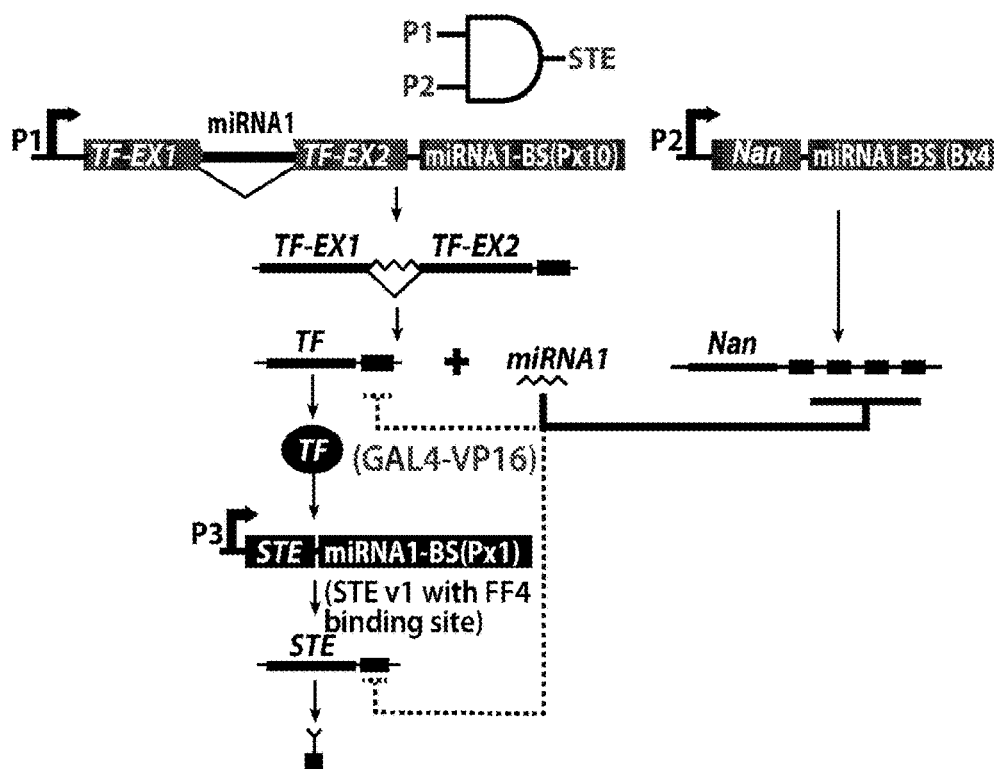 P1
P2
STE
P1
TF-EX1
miRNA1
TF-EX2
miRNA1-BS(Px10)
P2
Nan
miRNA1-BS (Bx4
TF-EX1
TF-EX2
TF
+
miRNA1
Nan
TF
(GAL4-VP16)
P3
STE
miRNA1-BS(Px1)
(STE v1 with FF4
binding site)
STE